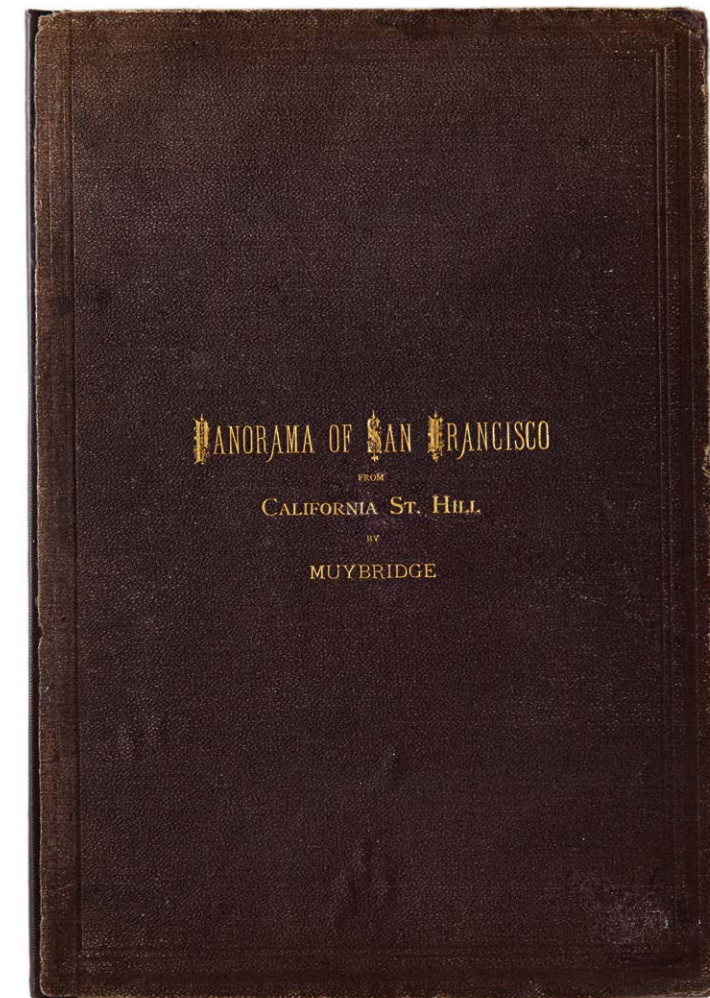 PANORAMA OF SAN FRANCISCO
FROM
CALIFORNIA ST. HILL
BY
MUYBRIDGE